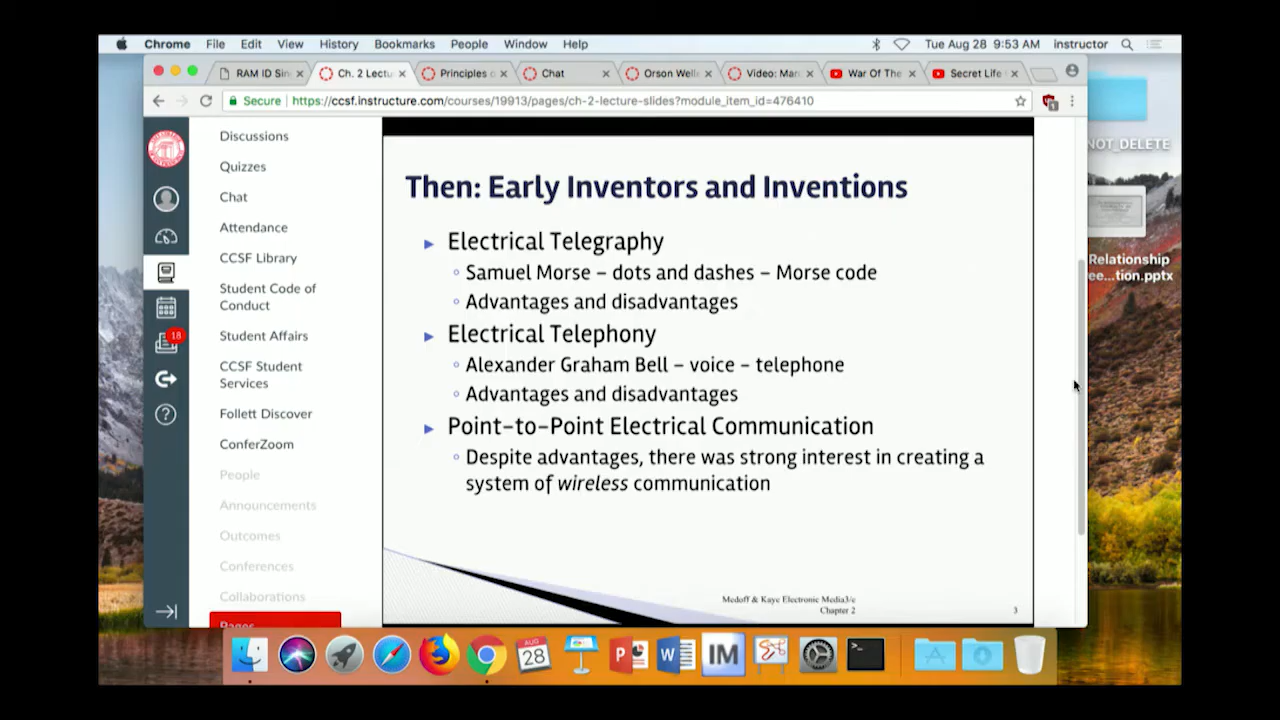 Chrome File Edit View History Bookmarks People Window Help Tue Aug 28 9:53 AM instructor
RAM ID Sin Ch. 2 Lectu Principles o Chat Orson Well Video: Mar War Of The Secret Life
Secure https://ccsf.instructure.com/courses/19913/pages/ch-2-lecture-slides?module_item_id=476410
Discussions
Quizzes
Chat
Attendance
CCSF Library
Student Code of
Conduct
Student Affairs
18
CCSF Student
Services
Follett Discover
ConferZoom
People
Announcements
Outcomes
Conferences
Collaborations
Pages
Then: Early Inventors and Inventions
Electrical Telegraphy
Samuel Morse – dots and dashes – Morse code
Advantages and disadvantages
Electrical Telephony
Alexander Graham Bell – voice – telephone
Advantages and disadvantages
Point-to-Point Electrical Communication
Despite advantages, there was strong interest in creating a
system of wireless communication
Medoff & Kaye Electronic Media3/e
Chapter 2
3
NOT_DELETE
Relationship
ee...tion.pptx
AUG
28
P
W
IM